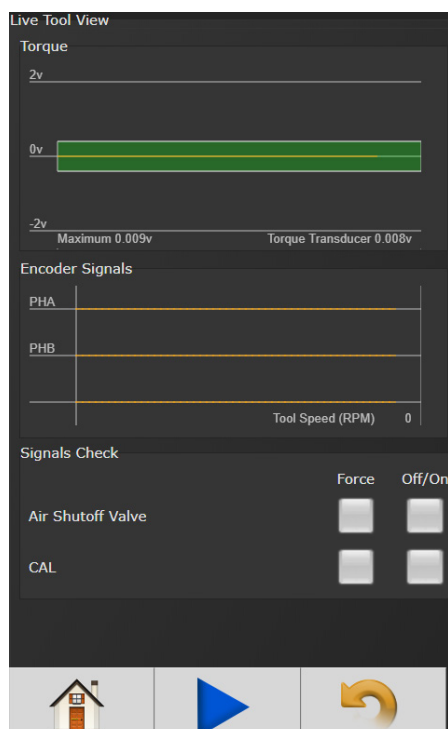 Live Tool View
Torque
2v
0v
-2v
Maximum 0.009v Torque Transducer 0.008v
Encoder Signals
PHA
PHB
Tool Speed (RPM) 0
Signals Check
Force Off/On
Air Shutoff Valve
CAL